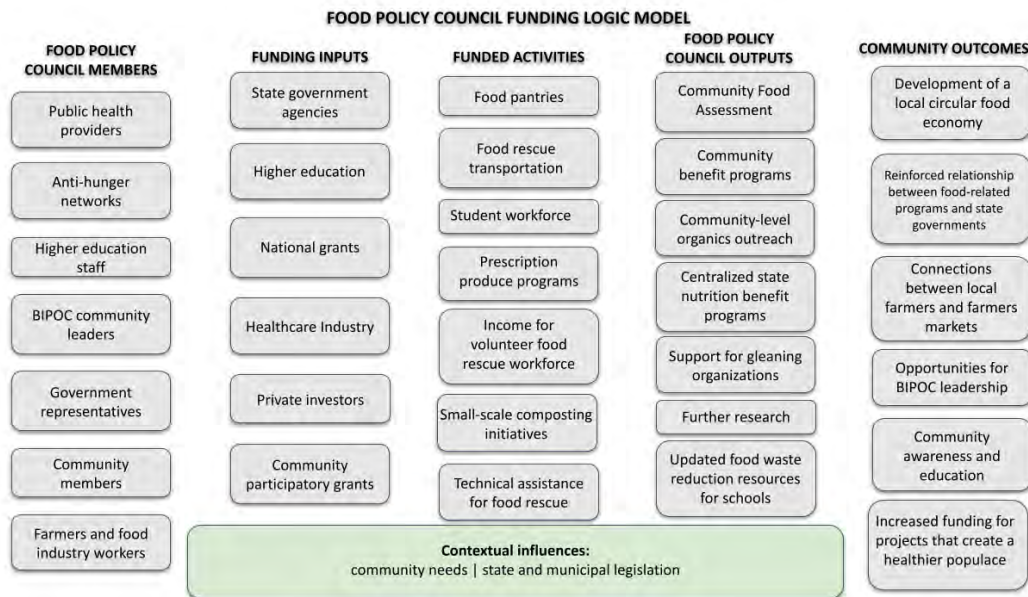 FOOD POLICY COUNCIL FUNDING LOGIC MODEL
FOOD POLICY
COUNCIL MEMBERS
Public health
providers
Anti-hunger
networks
Higher education
staff
BIPOC community
leaders
Government
representatives
Community
members
Farmers and food
industry workers
FUNDING INPUTS
State government
agencies
Higher education
National grants
Healthcare Industry
Private investors
Community
participatory grants
FUNDED ACTIVITIES
Food pantries
Food rescue
transportation
Student workforce
Prescription
produce programs
Income for
volunteer food
rescue workforce
Small-scale composting
initiatives
Technical assistance
for food rescue
FOOD POLICY
COUNCIL OUTPUTS
Community Food
Assessment
Community
benefit programs
Community-level
organics outreach
Centralized state
nutrition benefit
programs
Support for gleaning
organizations
Further research
Updated food waste
reduction resources
for schools
COMMUNITY OUTCOMES
Development of a
local circular food
economy
Reinforced relationship
between food-related
programs and state
governments
Connections
between local
farmers and farmers
markets
Opportunities for
BIPOC leadership
Community
awareness and
education
Increased funding for
projects that create a
healthier populace
Contextual influences:
community needs | state and municipal legislation